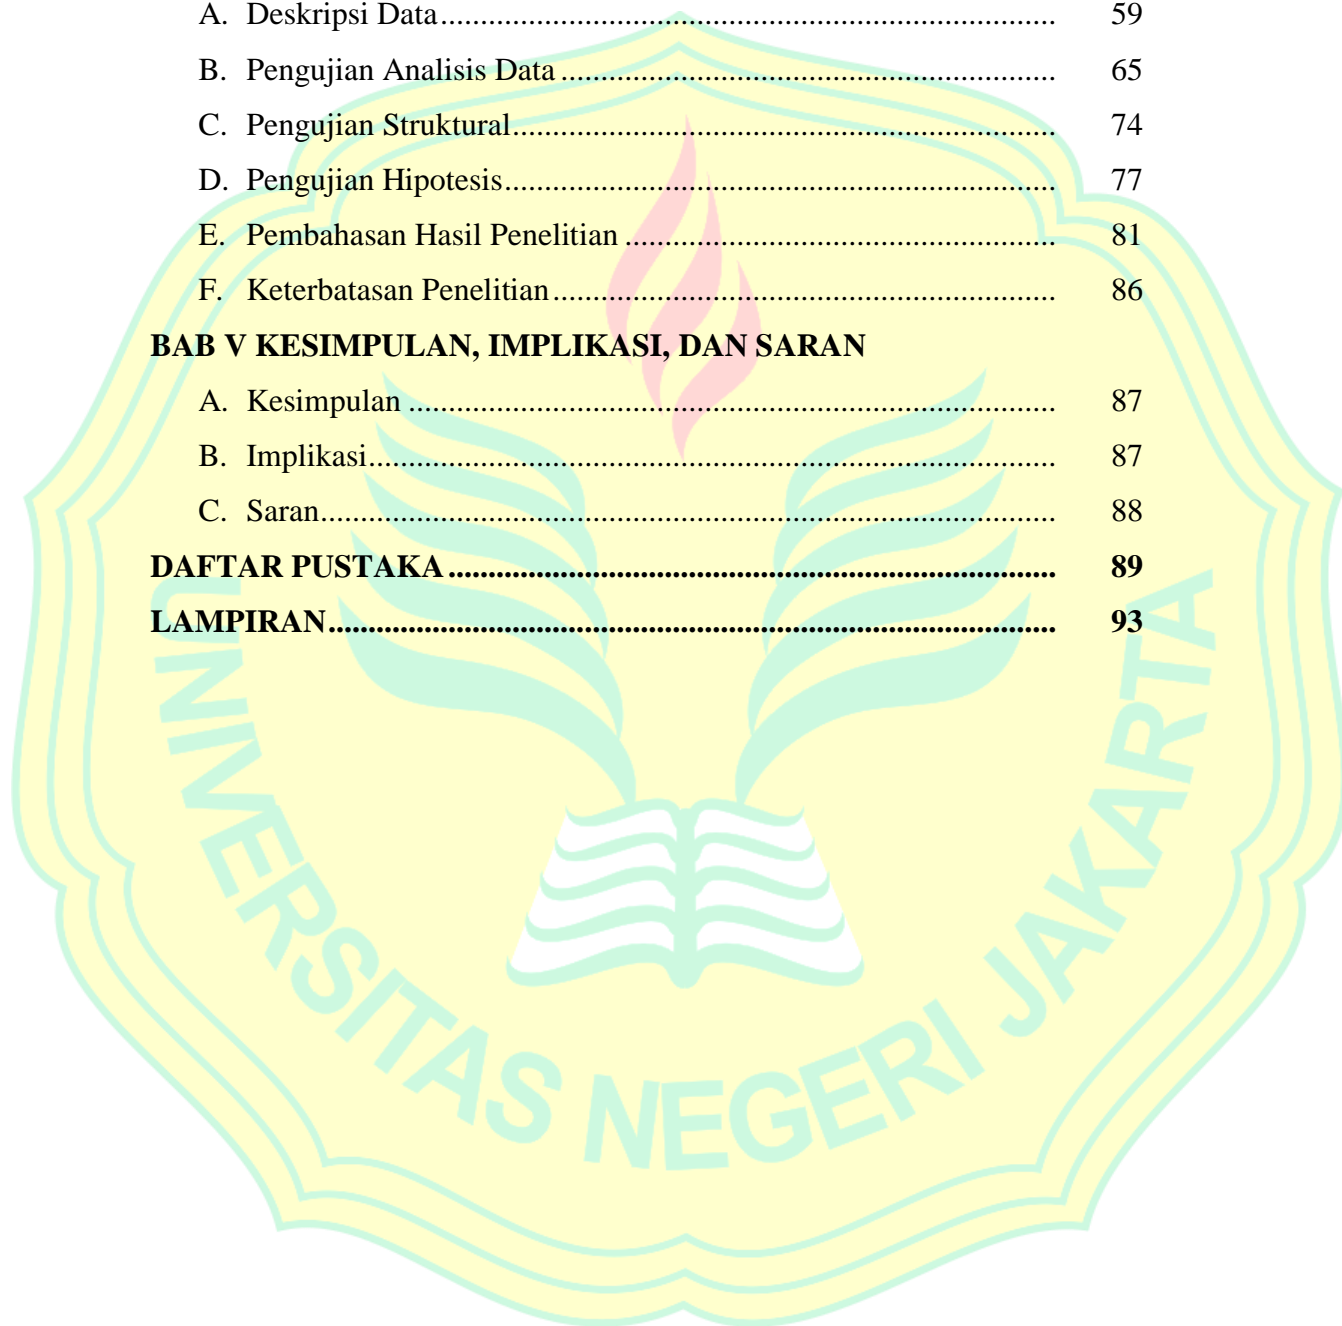 A. Deskripsi Data............................................................................. 59
B. Pengujian Analisis Data.............................................................. 65
C. Pengujian Struktural.................................................................... 74
D. Pengujian Hipotesis..................................................................... 77
E. Pembahasan Hasil Penelitian...................................................... 81
F. Keterbatasan Penelitian............................................................... 86
BAB V KESIMPULAN, IMPLIKASI, DAN SARAN
A. Kesimpulan................................................................................. 87
B. Implikasi...................................................................................... 87
C. Saran............................................................................................ 88
DAFTAR PUSTAKA............................................................................ 89
LAMPIRAN........................................................................................... 93
UNIVERSITAS NEGERI JAKARTA